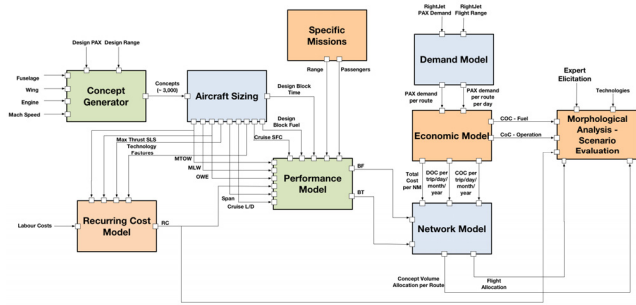 RightJet
PAX Demand
RightJet
Flight Range
Design PAX
Design Range
Specific
Missions
Demand Model
Fuselage
Wing
Engine
Mach Speed
Concept
Generator
Concepts
(~ 3,000)
Aircraft Sizing
Design Block
Time
Range
Passengers
PAX demand
per route
PAX demand
per route
per day
Expert
Elicitation
Technologies
Design
Block Fuel
Cruise SFC
Max Thrust SLS
Technology
Factores
MTOW
MLW
OWE
Span
Cruise L/D
Performance
Model
BF
BT
Economic Model
COC - Fuel
CoC - Operation
Morphological
Analysis -
Scenario
Evaluation
Total
Cost
per NM
DOC per
trip/day/
month/
year
COC per
trip/day/
month/
year
Labour Costs
Recurring Cost
Model
RC
Network Model
Concept Volume
Allocation per Route
Flight
Allocation